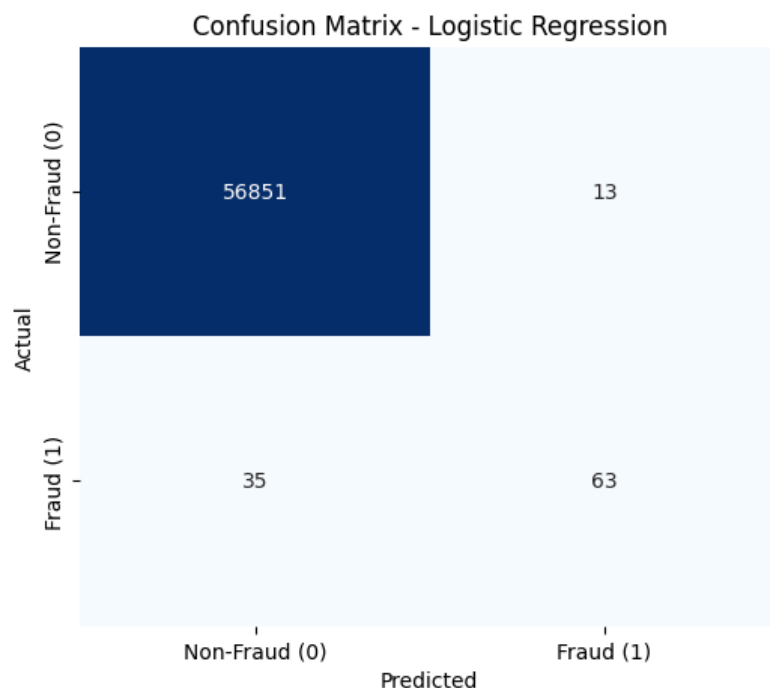 Confusion Matrix - Logistic Regression
Actual
Non-Fraud (0)
56851
13
Fraud (1)
35
63
Non-Fraud (0)
Fraud (1)
Predicted